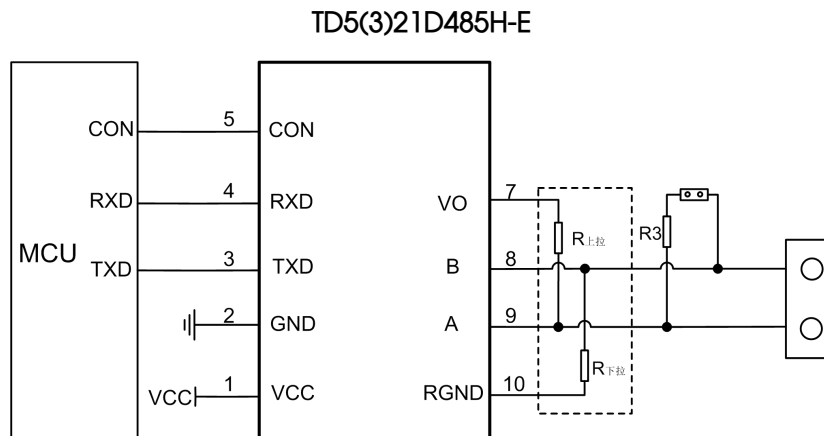 TD5(3)21D485H-E
CON 5 CON
7
RXD 4 RXD VO
R上拉 R3
MCU
TXD 3 TXD B 8
2 GND A 9
R下拉
VCC 1 VCC RGND 10